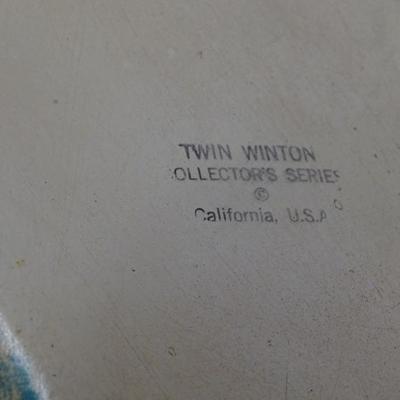 TWIN WINTON
COLLECTOR'S SERIES
©
California, U.S.A